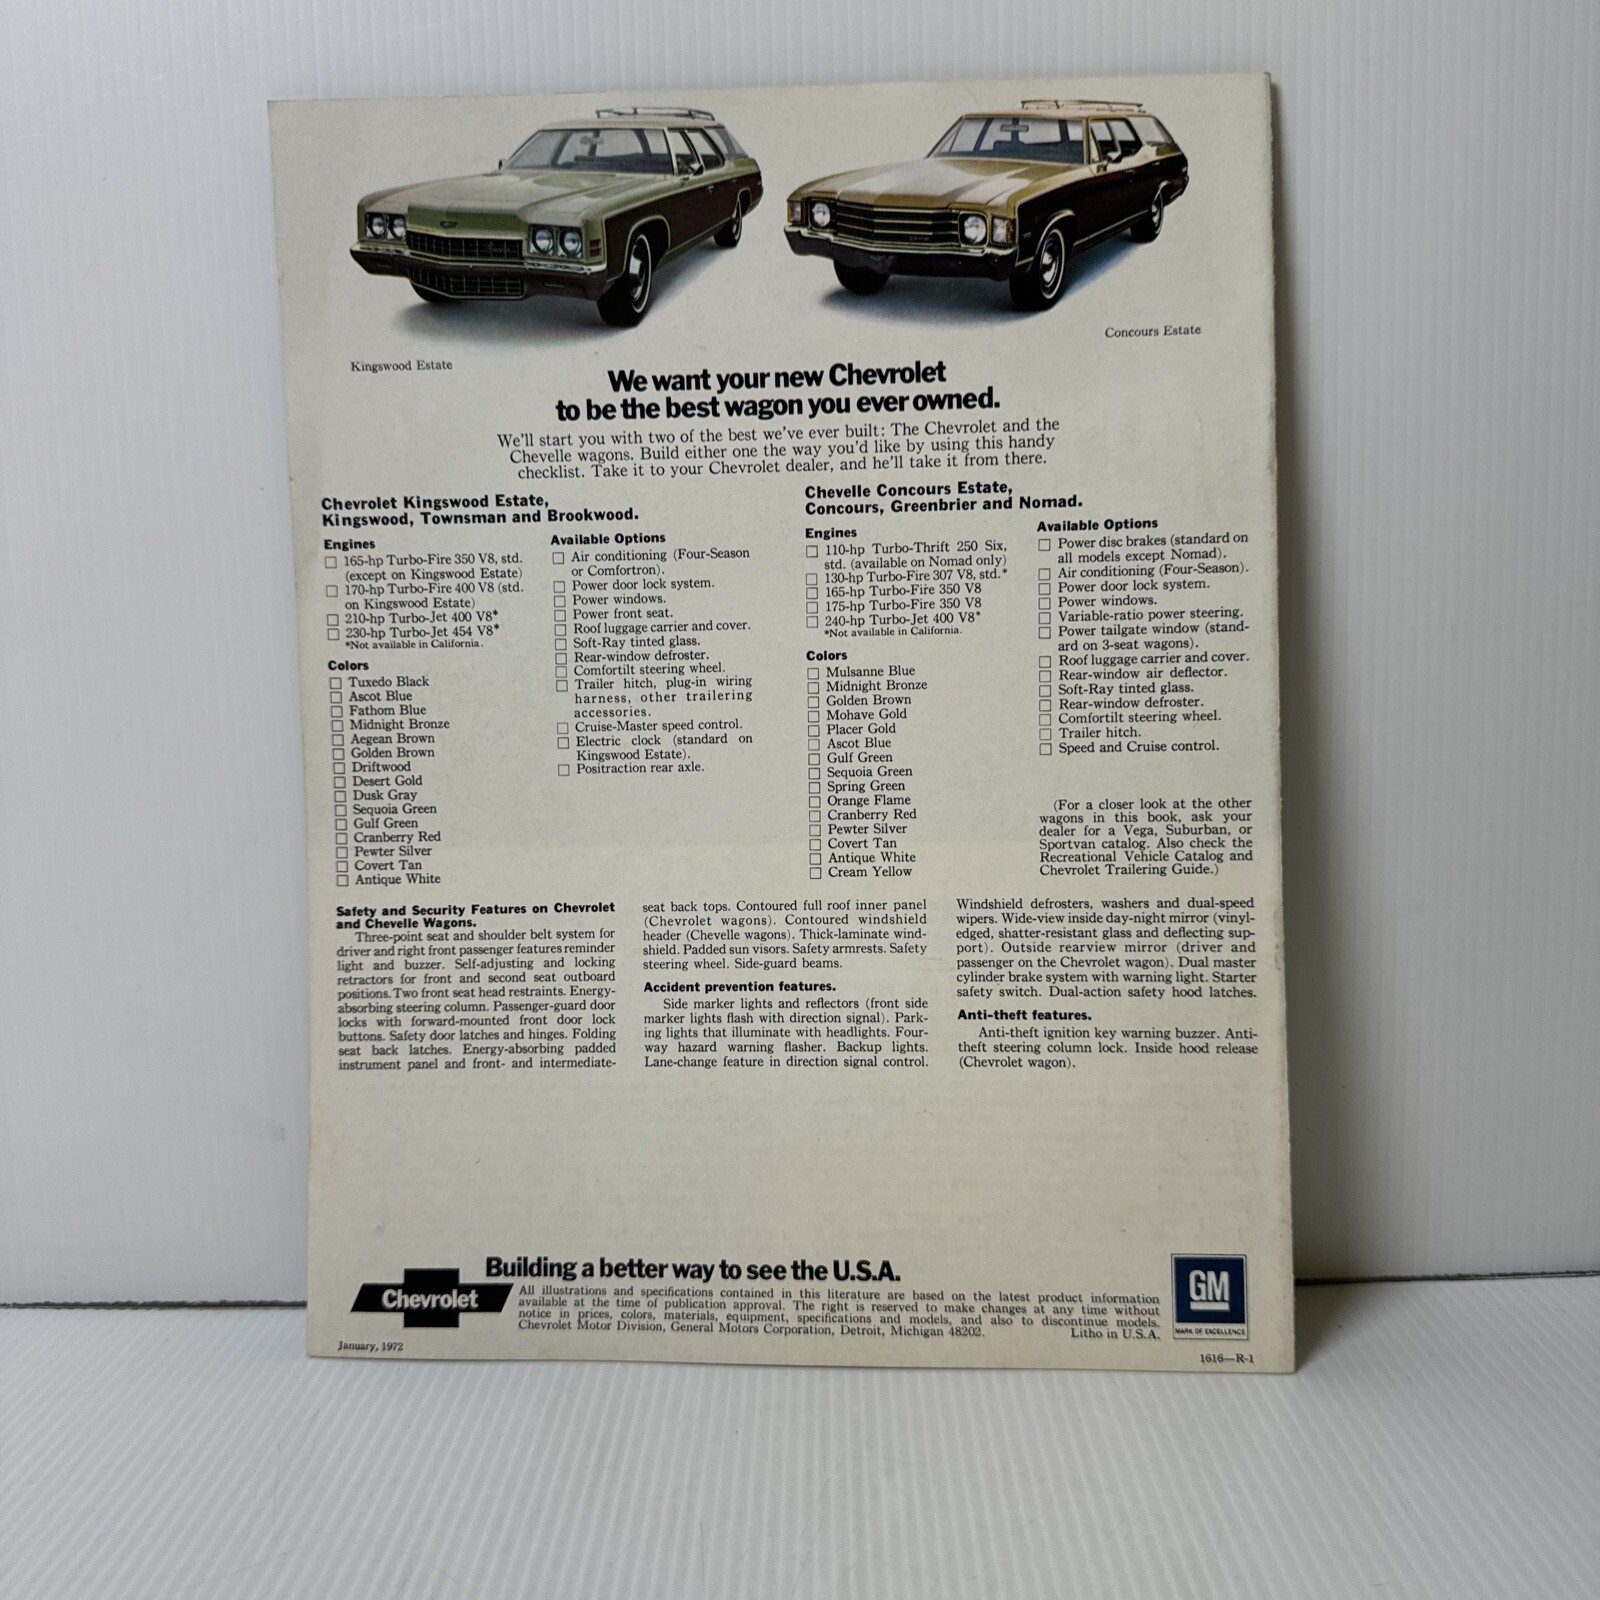 Kingswood Estate
Concours Estate
We want your new Chevrolet
to be the best wagon you ever owned.
We'll start you with two of the best we've ever built: The Chevrolet and the
Chevelle wagons. Build either one the way you'd like by using this handy
checklist. Take it to your Chevrolet dealer, and he'll take it from there.
Chevrolet Kingswood Estate,
Kingswood, Townsman and Brookwood.
Engines
165-hp Turbo-Fire 350 V8, std.
(except on Kingswood Estate)
170-hp Turbo-Fire 400 V8 (std.
on Kingswood Estate)
210-hp Turbo-Jet 400 V8*
230-hp Turbo-Jet 454 V8*
*Not available in California.
Colors
Tuxedo Black
Ascot Blue
Fathom Blue
Midnight Bronze
Aegean Brown
Golden Brown
Driftwood
Desert Gold
Dusk Gray
Sequoia Green
Gulf Green
Cranberry Red
Pewter Silver
Covert Tan
Antique White
Available Options
Air conditioning (Four-Season
or Comfortron).
Power door lock system.
Power windows.
Power front seat.
Roof luggage carrier and cover.
Soft-Ray tinted glass.
Rear-window defroster.
Comfortilt steering wheel.
Trailer hitch, plug-in wiring
harness, other trailering
accessories.
Cruise-Master speed control.
Electric clock (standard on
Kingswood Estate).
Positraction rear axle.
Chevelle Concours Estate,
Concours, Greenbrier and Nomad.
Engines
110-hp Turbo-Thrift 250 Six,
std. (available on Nomad only)
130-hp Turbo-Fire 307 V8, std.*
165-hp Turbo-Fire 350 V8
175-hp Turbo-Fire 350 V8
240-hp Turbo-Jet 400 V8*
*Not available in California.
Colors
Mulsanne Blue
Midnight Bronze
Golden Brown
Mohave Gold
Placer Gold
Ascot Blue
Gulf Green
Sequoia Green
Spring Green
Orange Flame
Cranberry Red
Pewter Silver
Covert Tan
Antique White
Cream Yellow
Available Options
Power disc brakes (standard on
all models except Nomad).
Air conditioning (Four-Season).
Power door lock system.
Power windows.
Variable-ratio power steering.
Power tailgate window (stand-
ard on 3-seat wagons).
Roof luggage carrier and cover.
Rear-window air deflector.
Soft-Ray tinted glass.
Rear-window defroster.
Comfortilt steering wheel.
Trailer hitch.
Speed and Cruise control.
(For a closer look at the other
wagons in this book, ask your
dealer for a Vega, Suburban, or
Sportvan catalog. Also check the
Recreational Vehicle Catalog and
Chevrolet Trailering Guide.)
Safety and Security Features on Chevrolet
and Chevelle Wagons.
Three-point seat and shoulder belt system for
driver and right front passenger features reminder
light and buzzer. Self-adjusting and locking
retractors for front and second seat outboard
positions. Two front seat head restraints. Energy-
absorbing steering column. Passenger-guard door
locks with forward-mounted front door lock
buttons. Safety door latches and hinges. Folding
seat back latches. Energy-absorbing padded
instrument panel and front- and intermediate-
seat back tops. Contoured full roof inner panel
(Chevrolet wagons). Contoured windshield
header (Chevelle wagons). Thick-laminate wind-
shield. Padded sun visors. Safety armrests. Safety
steering wheel. Side-guard beams.
Accident prevention features.
Side marker lights and reflectors (front side
marker lights flash with direction signal). Park-
ing lights that illuminate with headlights. Four-
way hazard warning flasher. Backup lights.
Lane-change feature in direction signal control.
Windshield defrosters, washers and dual-speed
wipers. Wide-view inside day-night mirror (vinyl-
edged, shatter-resistant glass and deflecting sup-
port). Outside rearview mirror (driver and
passenger on the Chevrolet wagon). Dual master
cylinder brake system with warning light. Starter
safety switch. Dual-action safety hood latches.
Anti-theft features.
Anti-theft ignition key warning buzzer. Anti-
theft steering column lock. Inside hood release
(Chevrolet wagon).
Building a better way to see the U.S.A.
Chevrolet
All illustrations and specifications contained in this literature are based on the latest product information
available at the time of publication approval. The right is reserved to make changes at any time without
notice in prices, colors, materials, equipment, specifications and models, and also to discontinue models.
Chevrolet Motor Division, General Motors Corporation, Detroit, Michigan 48202. Litho in U.S.A.
GM
MARK OF EXCELLENCE
January, 1972
1616—R-1